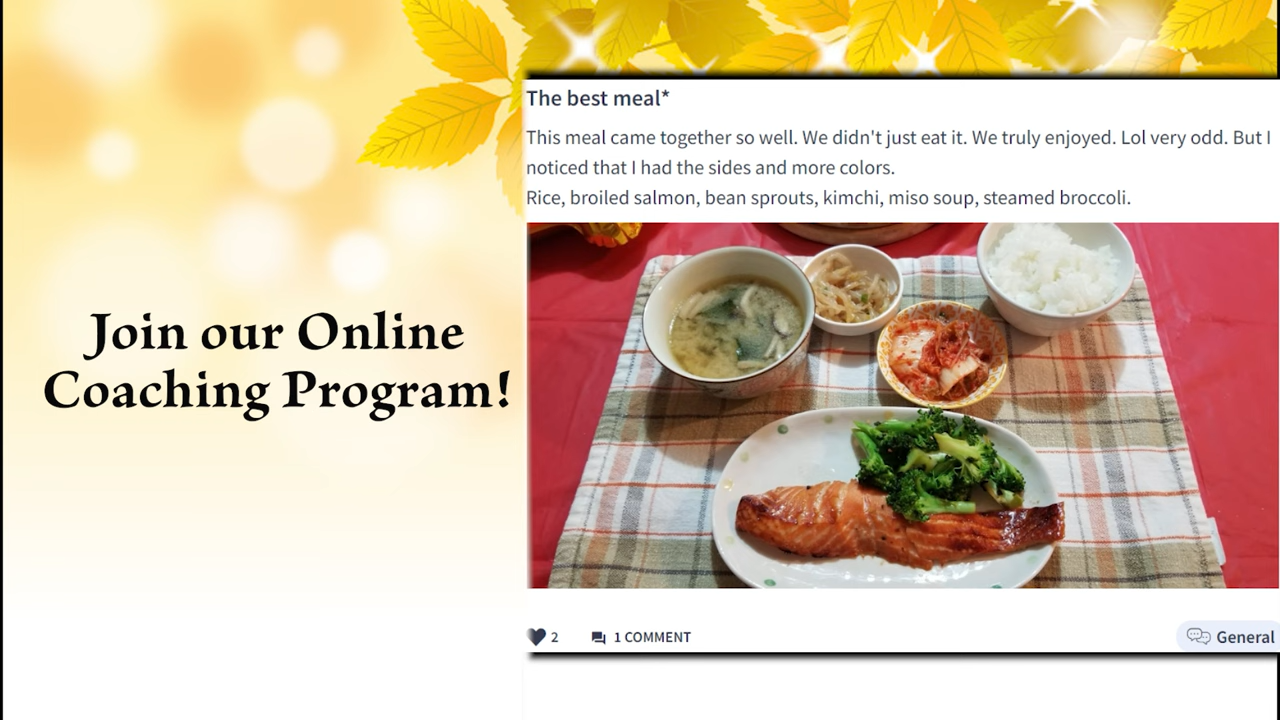 Join our Online
Coaching Program!
The best meal*
This meal came together so well. We didn't just eat it. We truly enjoyed. Lol very odd. But I
noticed that I had the sides and more colors.
Rice, broiled salmon, bean sprouts, kimchi, miso soup, steamed broccoli.
2
1 COMMENT
General